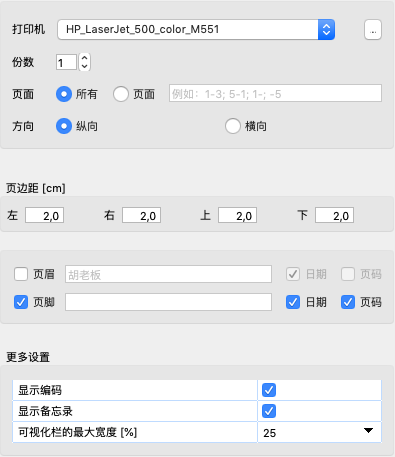 打印机 HP_LaserJet_500_color_M551 ...
份数 1
页面 所有 页面 例如：1-3; 5-1; 1-; -5
方向 纵向 横向
页边距 [cm]
左 2,0 右 2,0 上 2,0 下 2,0
页眉 胡老板 日期 页码
页脚 日期 页码
更多设置
显示编码
显示备忘录
可视化栏的最大宽度 [%] 25